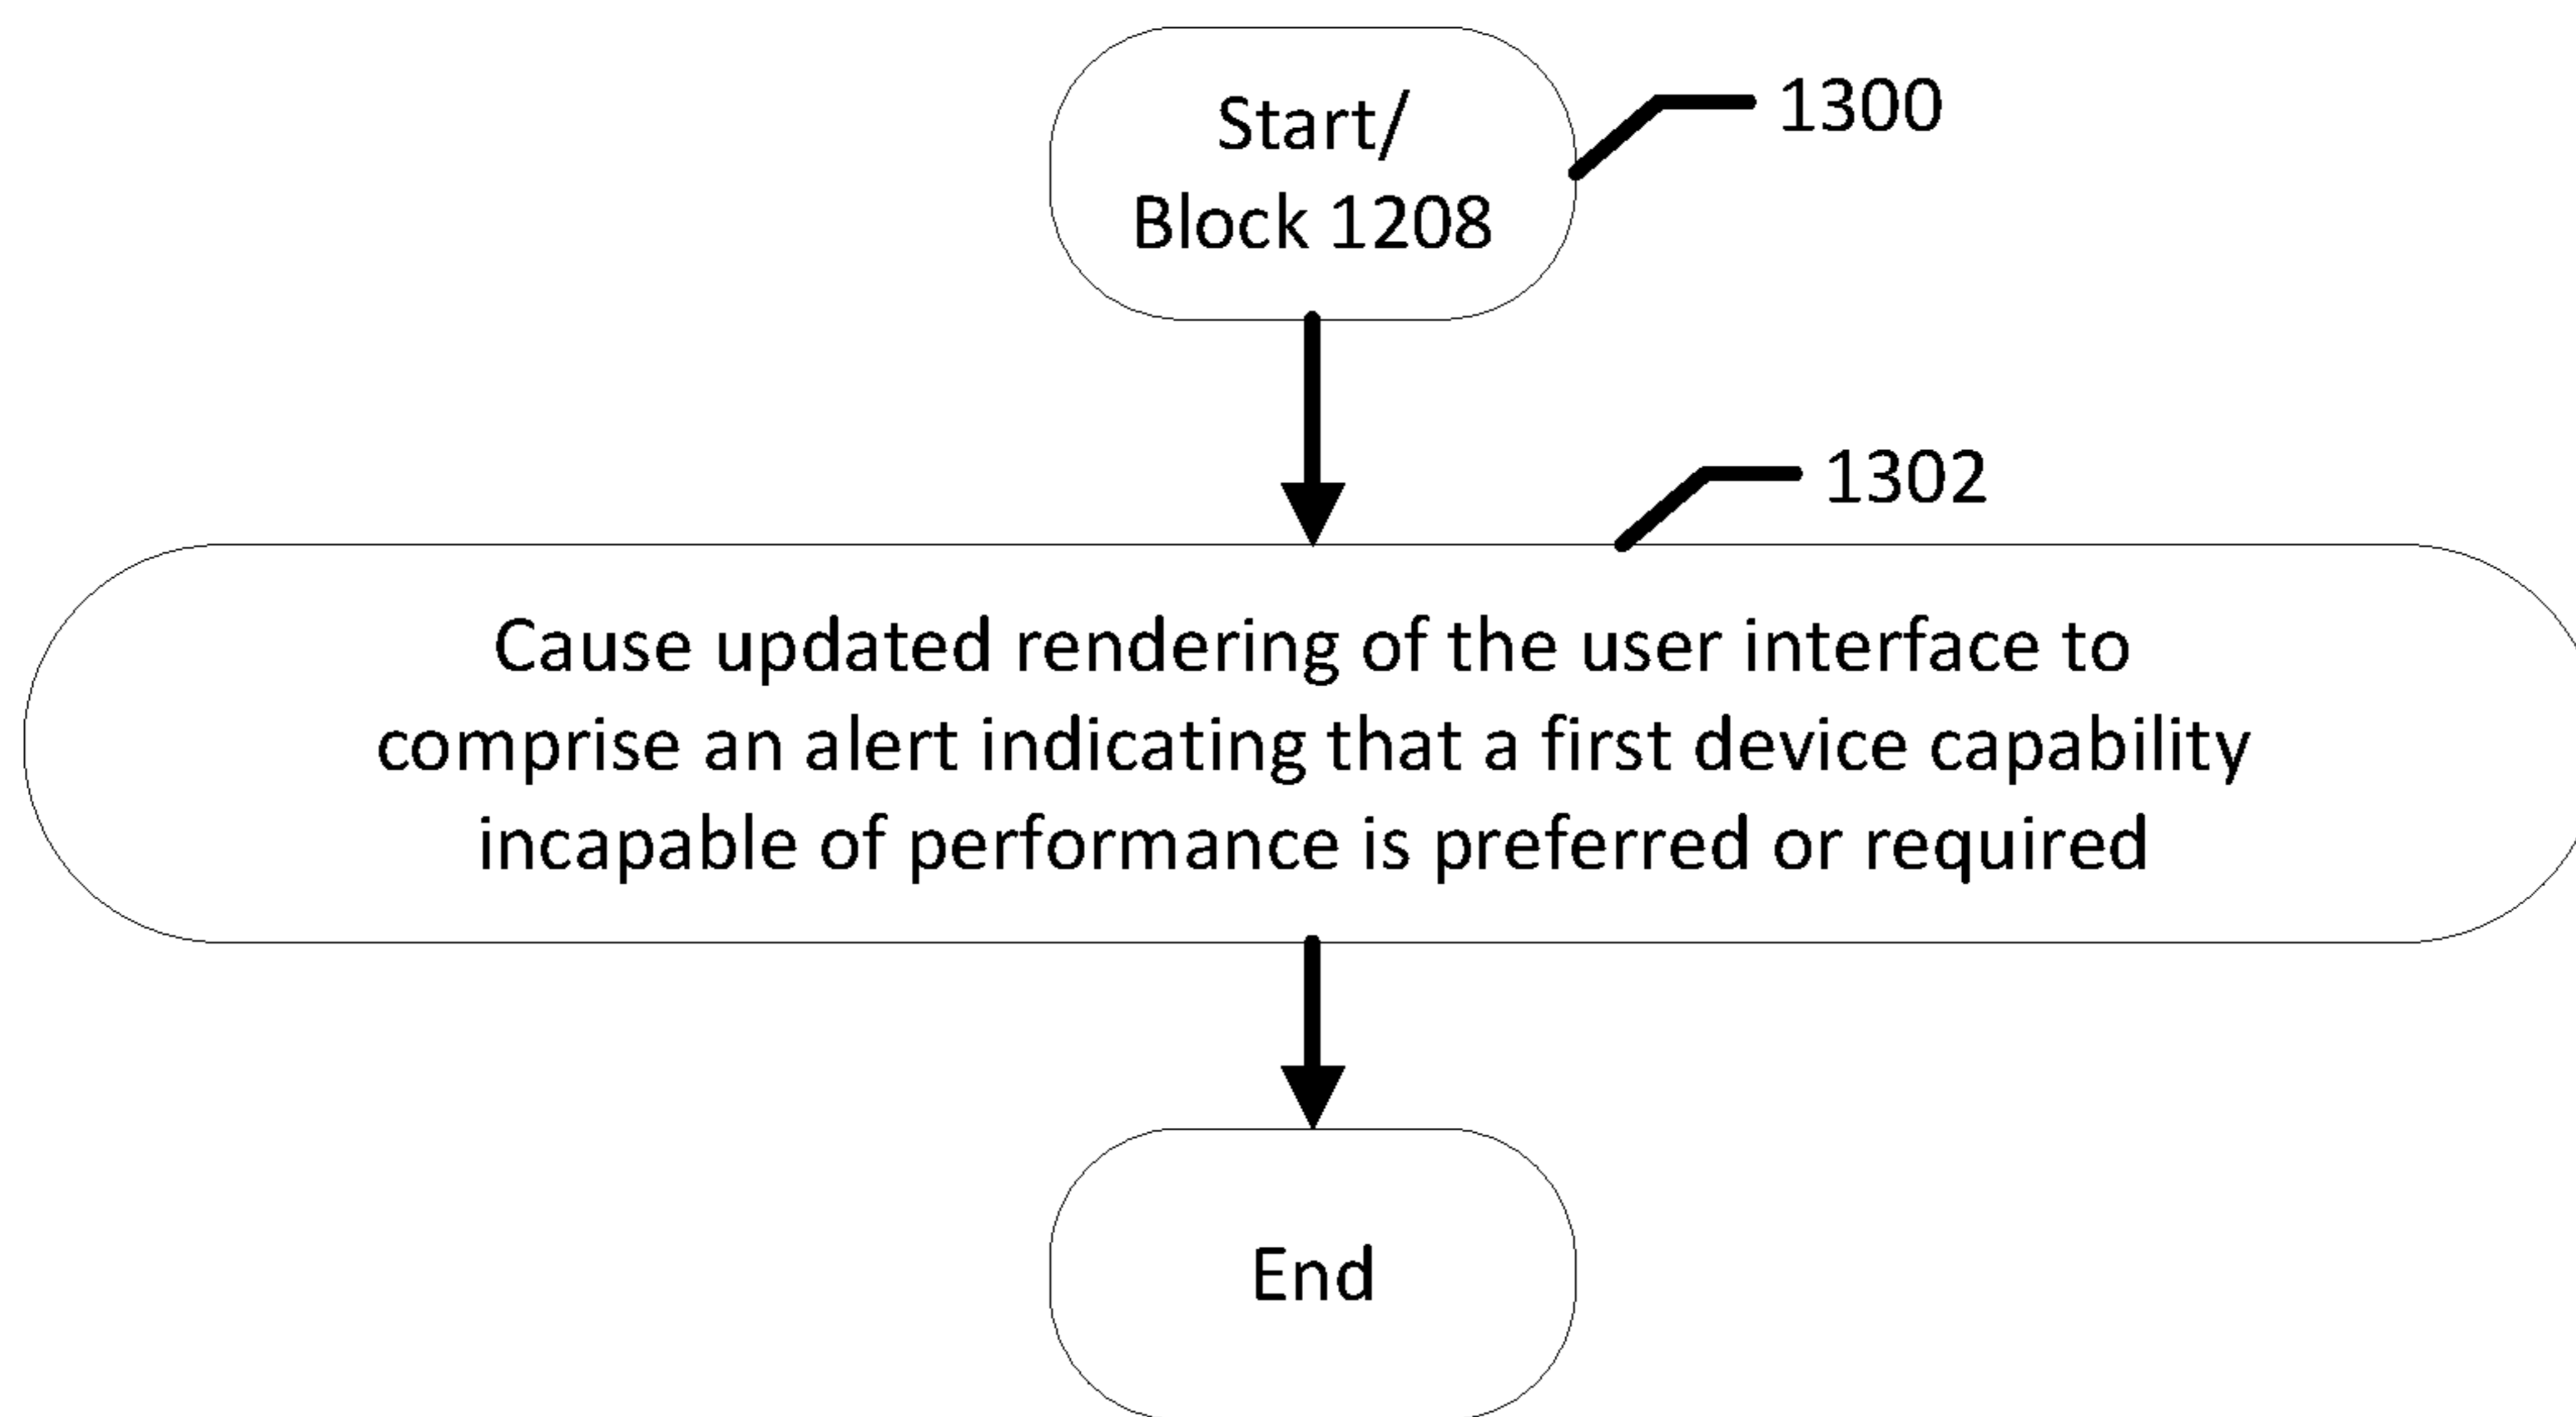 Start/
Block 1208
1300
1302
Cause updated rendering of the user interface to
comprise an alert indicating that a first device capability
incapable of performance is preferred or required
End